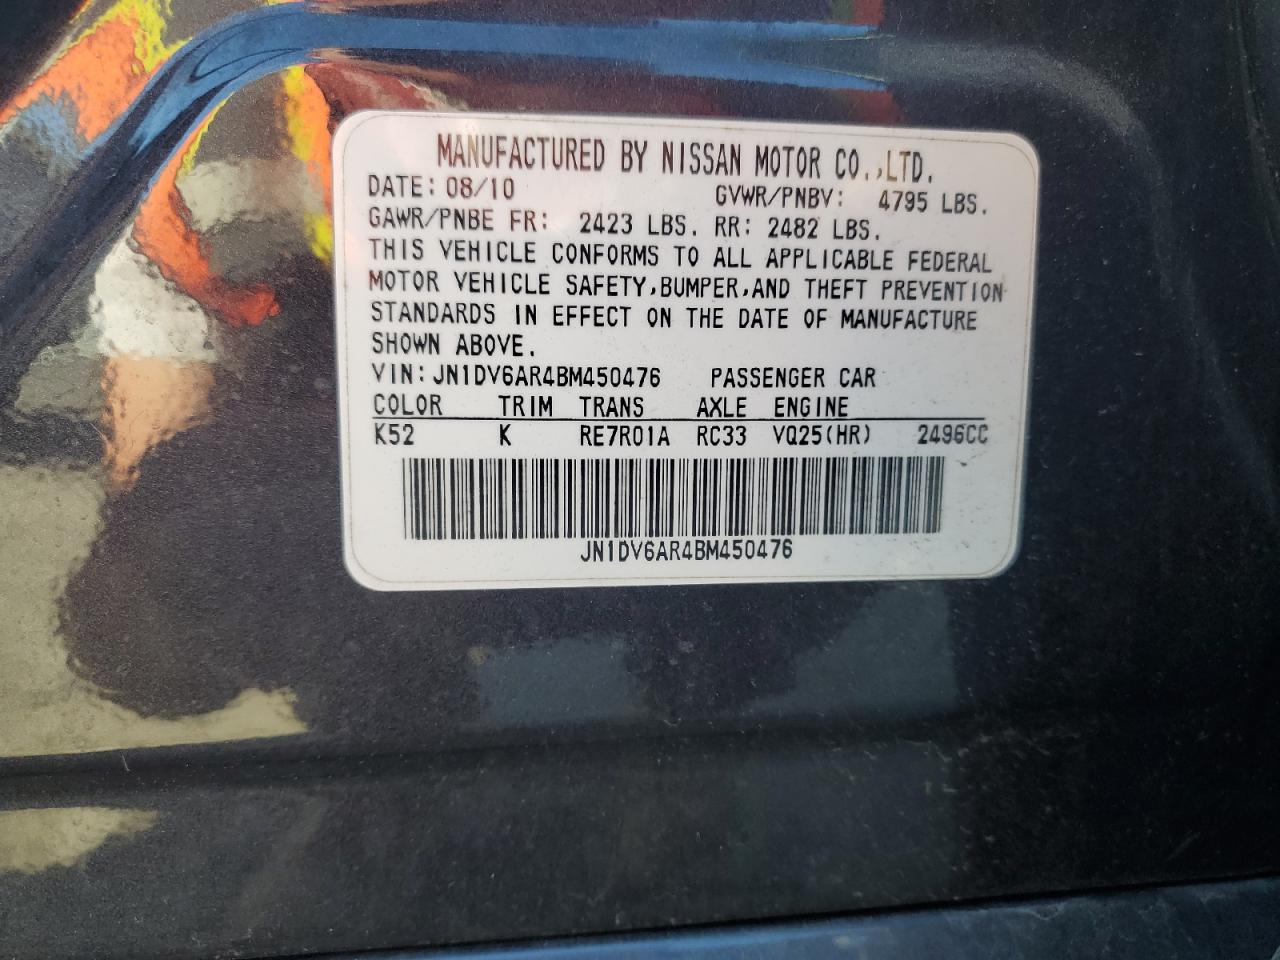 MANUFACTURED BY NISSAN MOTOR CO.,LTD.
DATE: 08/10 GVWR/PNBV: 4795 LBS.
GAWR/PNBE FR: 2423 LBS. RR: 2482 LBS.
THIS VEHICLE CONFORMS TO ALL APPLICABLE FEDERAL
MOTOR VEHICLE SAFETY,BUMPER,AND THEFT PREVENTION
STANDARDS IN EFFECT ON THE DATE OF MANUFACTURE
SHOWN ABOVE.
VIN: JN1DV6AR4BM450476 PASSENGER CAR
COLOR TRIM TRANS AXLE ENGINE
K52 K RE7R01A RC33 VQ25(HR) 2496CC
JN1DV6AR4BM450476